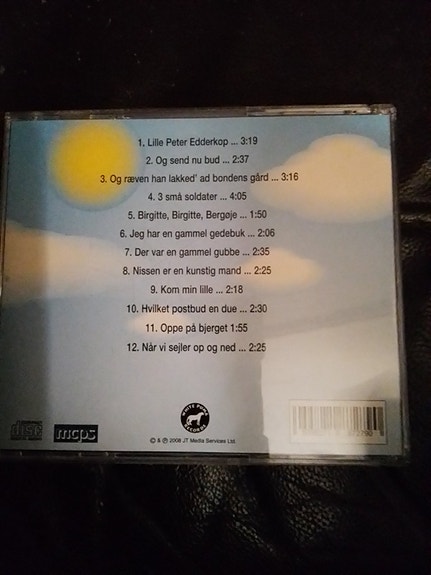 1. Lille Peter Edderkop ... 3:19
2. Og send nu bud ... 2:37
3. Og ræven han lakked' ad bondens gård ... 3:16
4. 3 små soldater ... 4:05
5. Birgitte, Birgitte, Bergøje ... 1:50
6. Jeg har en gammel gedebuk ... 2:06
7. Der var en gammel gubbe ... 2:35
8. Nissen er en kunstig mand ... 2:25
9. Kom min lille ... 2:18
10. Hvilket postbud en due ... 2:30
11. Oppe på bjerget 1:55
12. Når vi sejler op og ned ... 2:25
RECORDS
disc
mcps
© & ℗ 2008 JT Media Services Ltd.